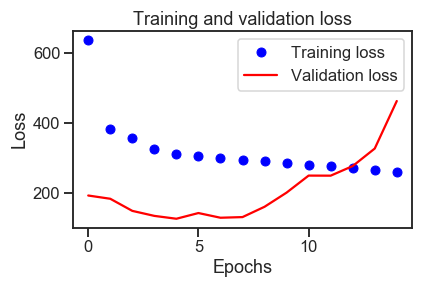 Training and validation loss
Training loss
Validation loss
Loss
600
400
200
0
5
10
Epochs